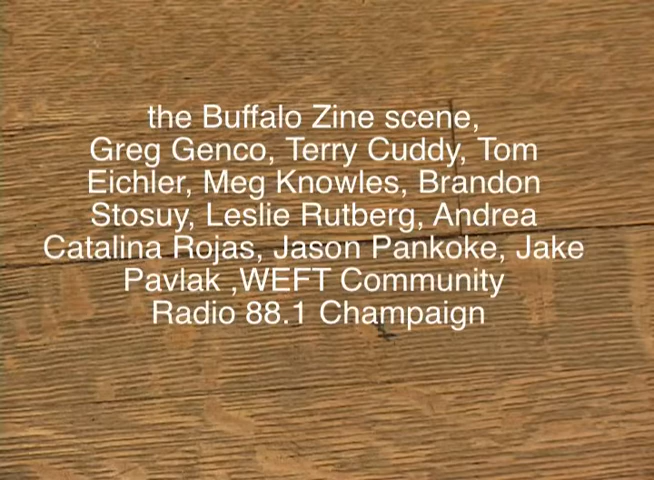 the Buffalo Zine scene,
Greg Genco, Terry Cuddy, Tom
Eichler, Meg Knowles, Brandon
Stosuy, Leslie Rutberg, Andrea
Catalina Rojas, Jason Pankoke, Jake
Pavlak ,WEFT Community
Radio 88.1 Champaign